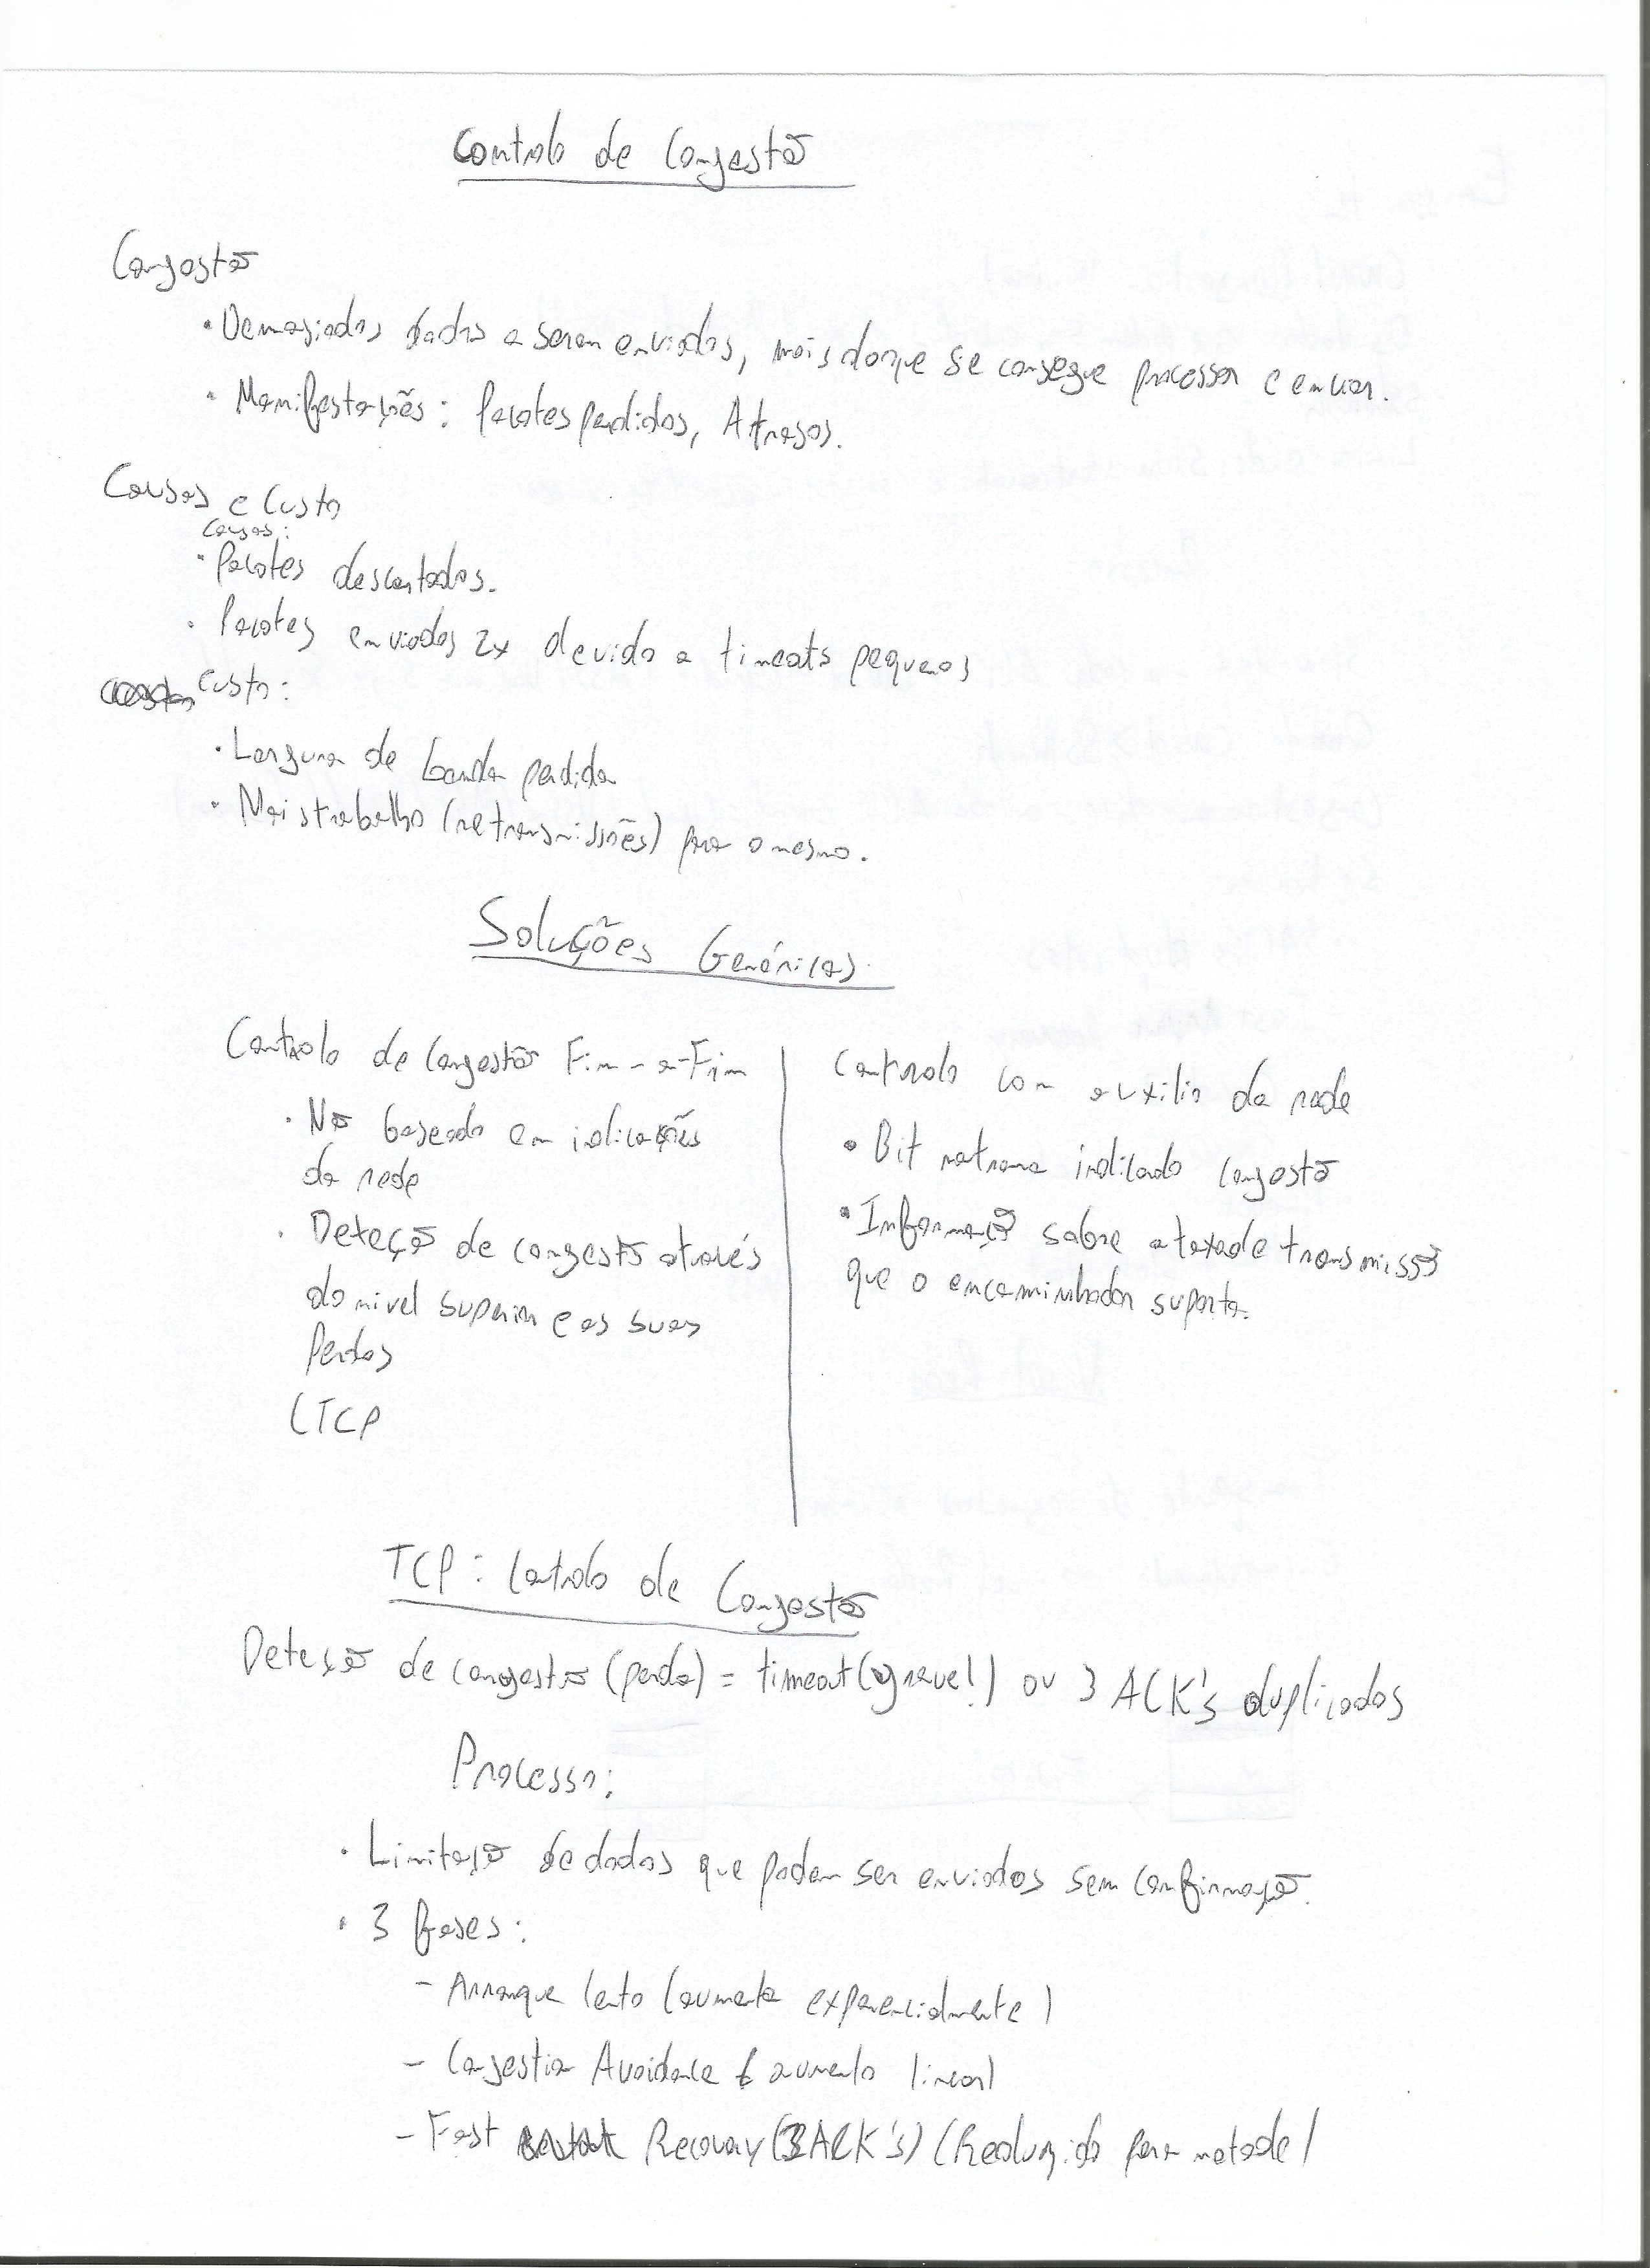 Controlo de Congestão
Congestão
• Demasiados dados a serem enviados, mais do que se consegue processar e enviar.
• Manifestações: Pacotes perdidos, Atrasos.
Causas e Custo
Causas:
• Pacotes descartados.
• Pacotes enviados 2x devido a timeouts pequenos
Custo:
• Largura de banda perdida
• Mais trabalho (retransmissões) para o mesmo.
Soluções Genéricas
Controlo de Congestão Fim-a-Fim
• Não baseado em indicações
da rede
• Deteção de congestão através
do nivel superior e as suas
Perdas
(TCP
Controlo com auxilio da rede
• Bit na trama indicado congestão
• Informação sobre a taxa de transmissão
que o encaminhador suporta.
TCP: Controlo de Congestão
Deteção de congestão (perda) = timeout (grave!) ou 3 ACK's duplicados
Processo:
• Limitação de dados que podem ser enviados sem confirmação.
• 3 fases:
- Arranque lento (aumenta exponencialmente)
- Congestion Avoidance (aumento linear)
- Fast Recovery (3ACK's) (Reduzido para metade)